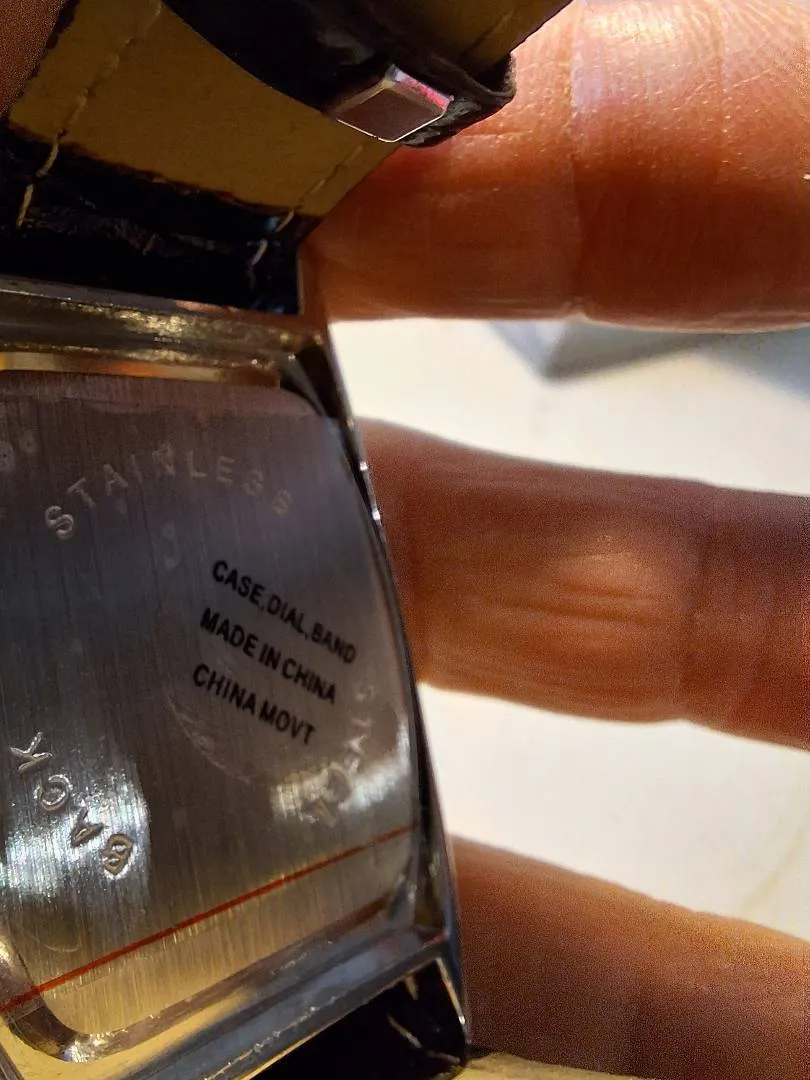 STAINLESS
CASE,DIAL,BAND
MADE IN CHINA
CHINA MOVT
BACK